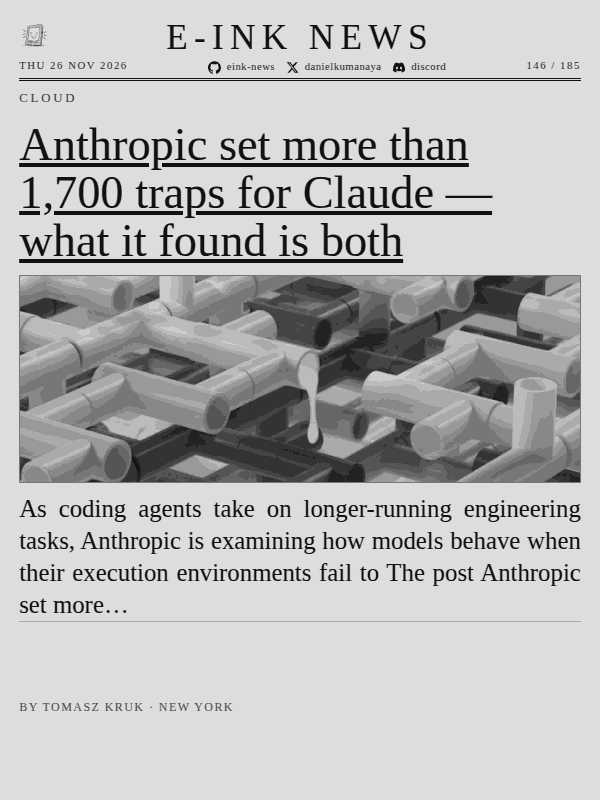 E-INK NEWS
THU 26 NOV 2026
eink-news danielkumanaya discord
146 / 185
CLOUD
Anthropic set more than
1,700 traps for Claude —
what it found is both
As coding agents take on longer-running engineering
tasks, Anthropic is examining how models behave when
their execution environments fail to The post Anthropic
set more…
BY TOMASZ KRUK · NEW YORK